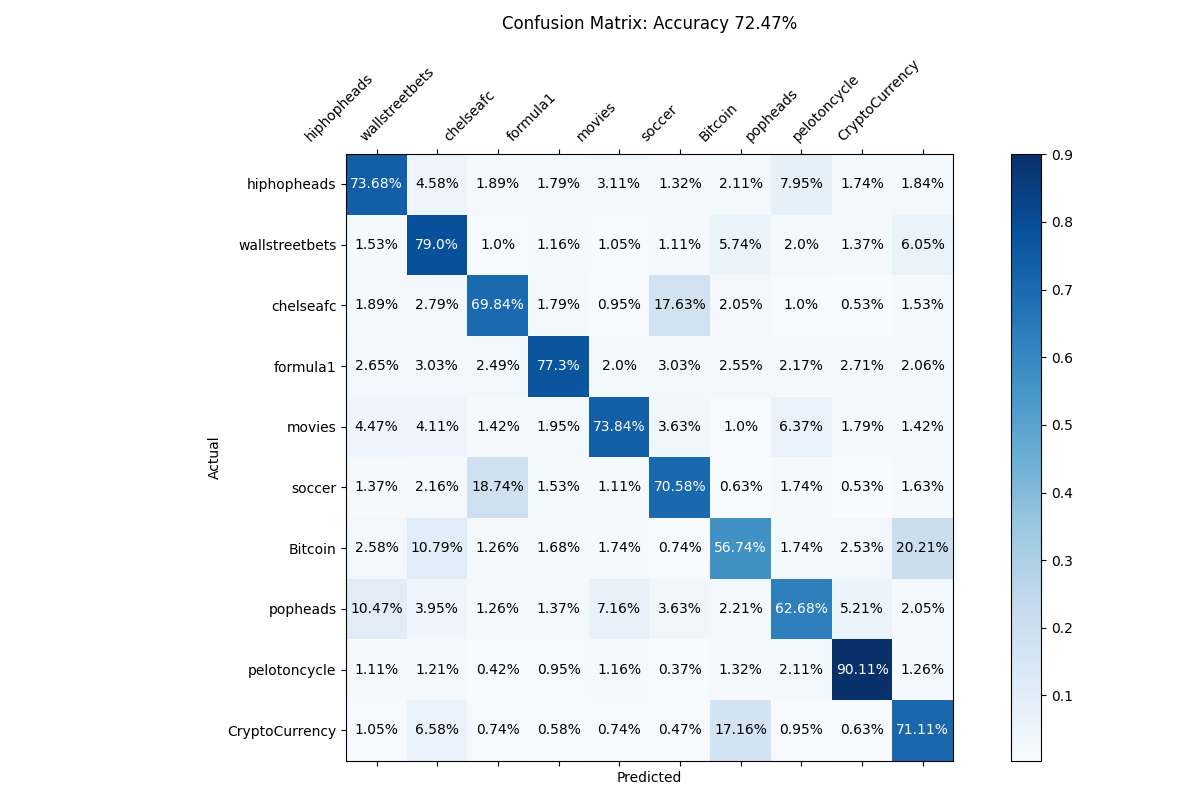 Confusion Matrix: Accuracy 72.47%
hiphopheads wallstreetbets chelseafc formula1 movies soccer Bitcoin popheads pelotoncycle CryptoCurrency
hiphopheads 73.68% 4.58% 1.89% 1.79% 3.11% 1.32% 2.11% 7.95% 1.74% 1.84%
wallstreetbets 1.53% 79.0% 1.0% 1.16% 1.05% 1.11% 5.74% 2.0% 1.37% 6.05%
chelseafc 1.89% 2.79% 69.84% 1.79% 0.95% 17.63% 2.05% 1.0% 0.53% 1.53%
formula1 2.65% 3.03% 2.49% 77.3% 2.0% 3.03% 2.55% 2.17% 2.71% 2.06%
movies 4.47% 4.11% 1.42% 1.95% 73.84% 3.63% 1.0% 6.37% 1.79% 1.42%
soccer 1.37% 2.16% 18.74% 1.53% 1.11% 70.58% 0.63% 1.74% 0.53% 1.63%
Bitcoin 2.58% 10.79% 1.26% 1.68% 1.74% 0.74% 56.74% 1.74% 2.53% 20.21%
popheads 10.47% 3.95% 1.26% 1.37% 7.16% 3.63% 2.21% 62.68% 5.21% 2.05%
pelotoncycle 1.11% 1.21% 0.42% 0.95% 1.16% 0.37% 1.32% 2.11% 90.11% 1.26%
CryptoCurrency 1.05% 6.58% 0.74% 0.58% 0.74% 0.47% 17.16% 0.95% 0.63% 71.11%
Actual
Predicted
0.9
0.8
0.7
0.6
0.5
0.4
0.3
0.2
0.1